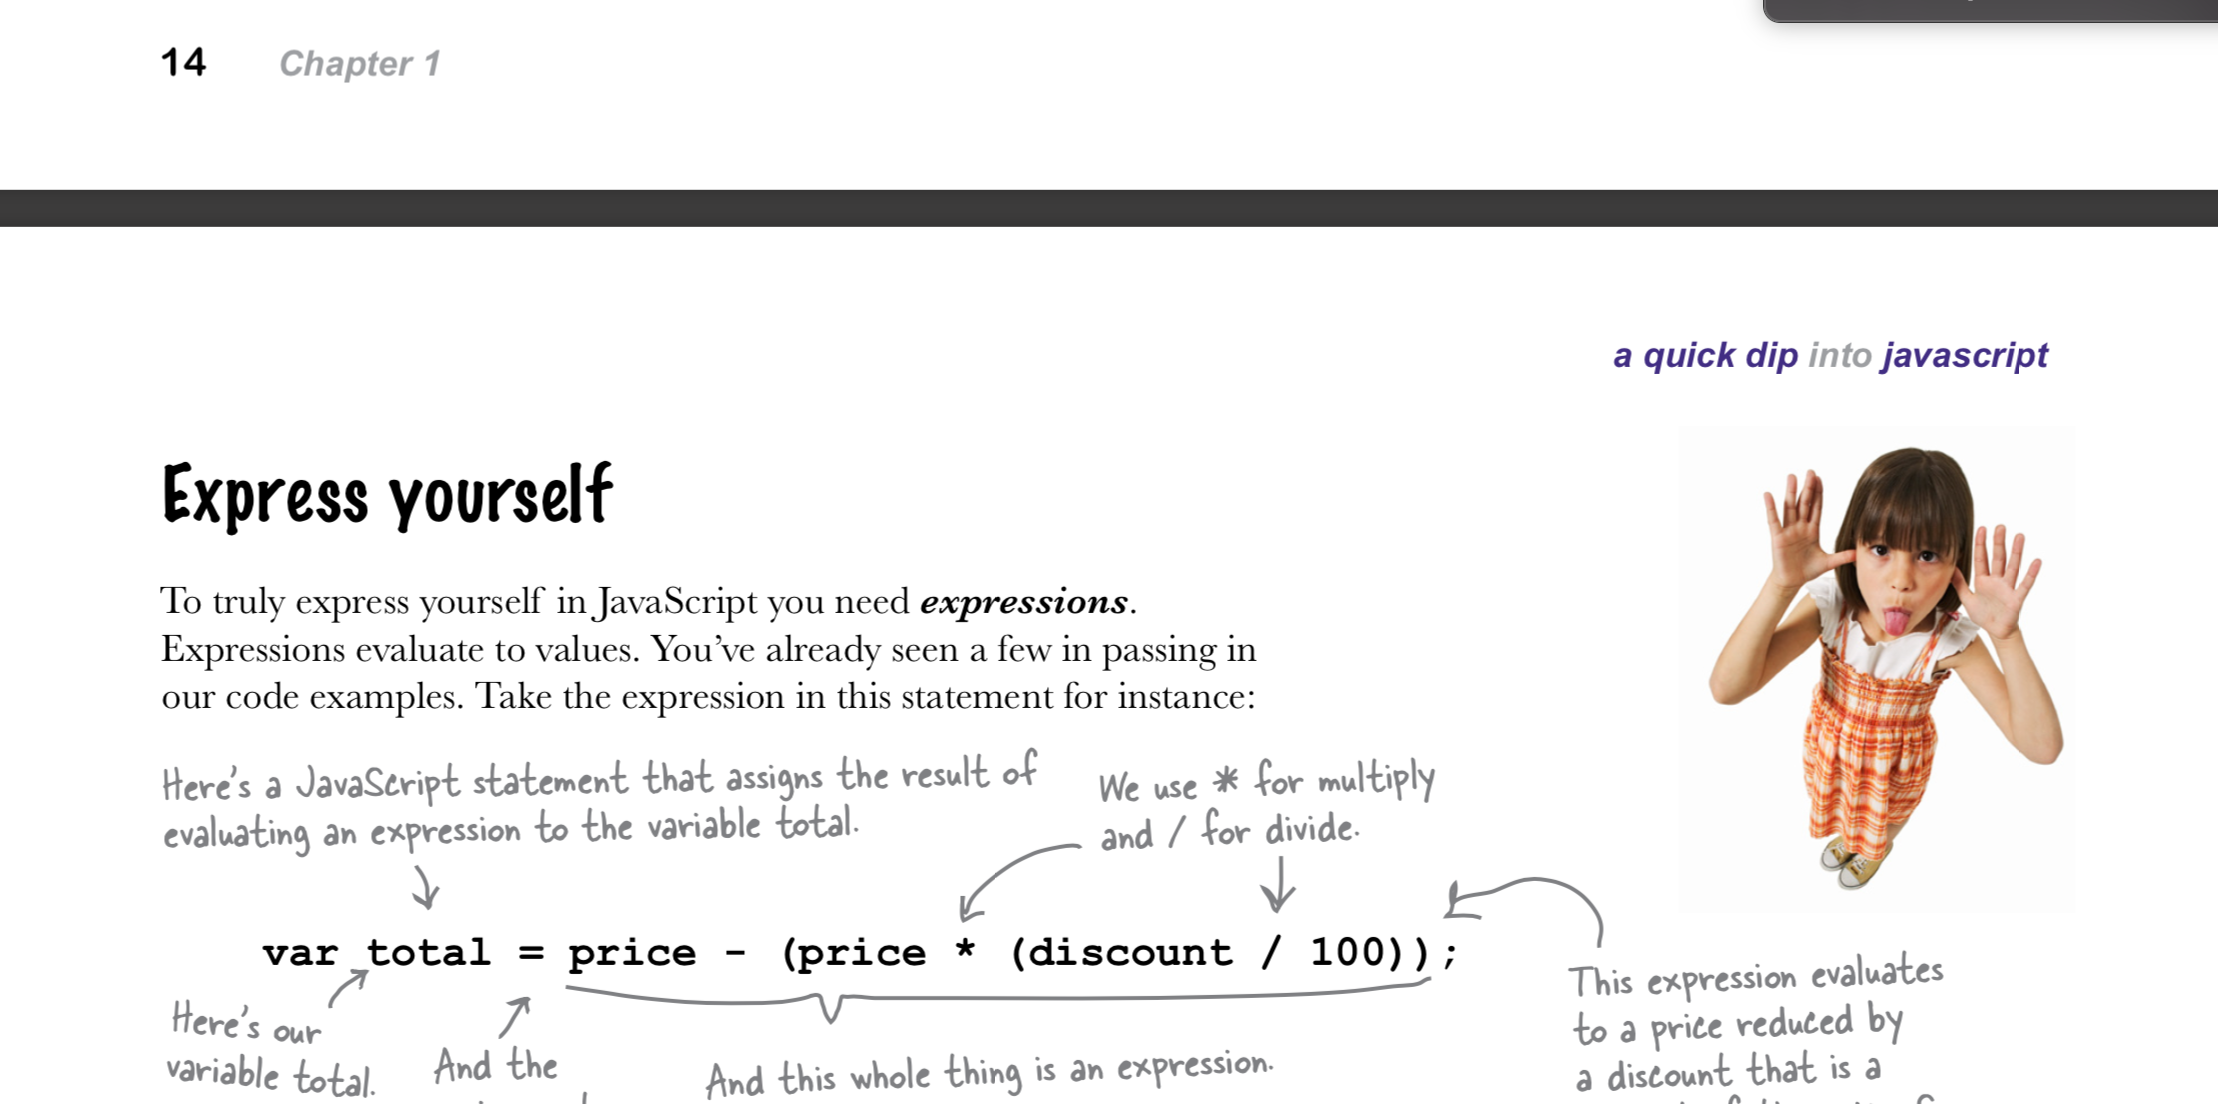 14 Chapter 1
a quick dip into javascript
Express yourself
To truly express yourself in JavaScript you need expressions.
Expressions evaluate to values. You’ve already seen a few in passing in
our code examples. Take the expression in this statement for instance:
Here's a JavaScript statement that assigns the result of
evaluating an expression to the variable total.
We use * for multiply
and / for divide.
var total = price - (price * (discount / 100));
Here's our
variable total.
And the
And this whole thing is an expression.
This expression evaluates
to a price reduced by
a discount that is a